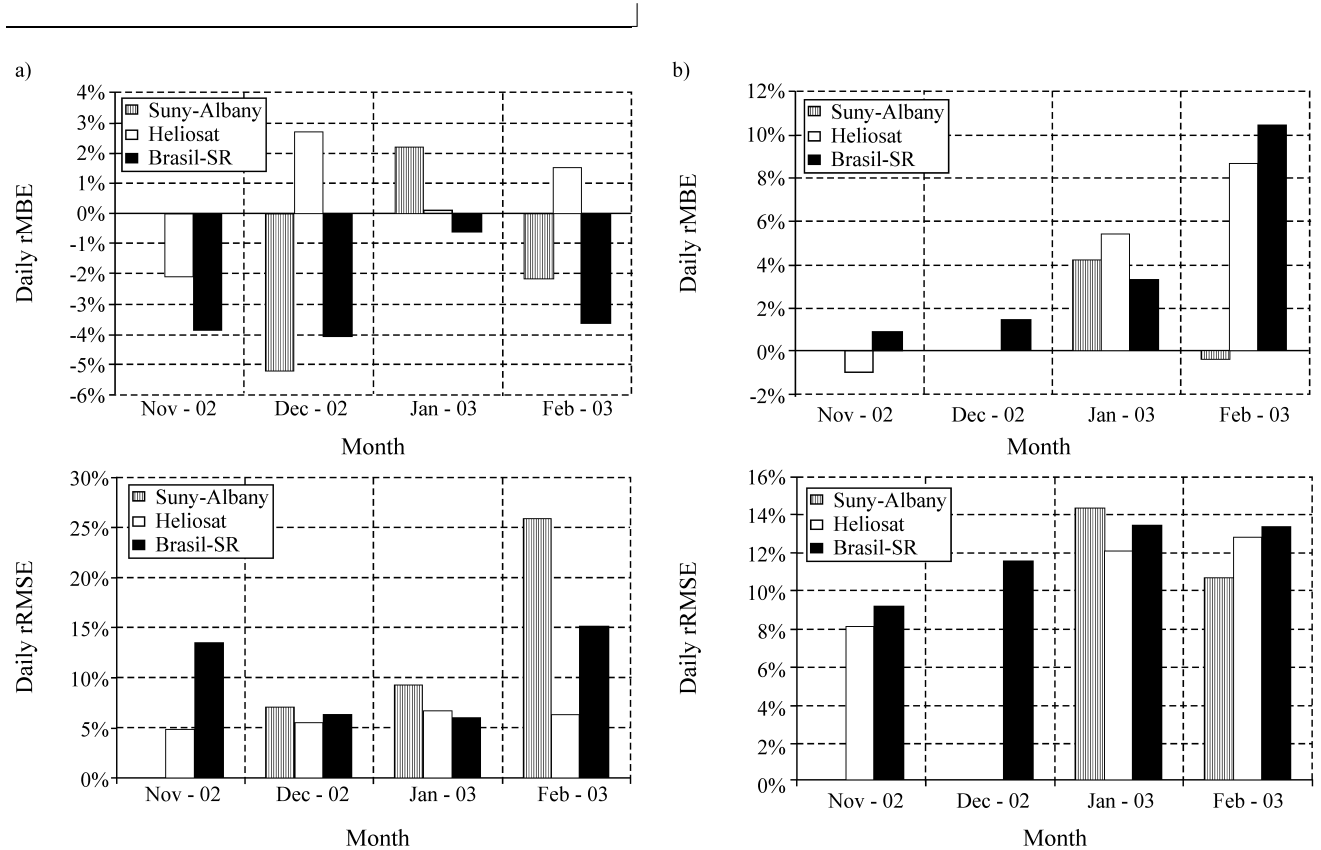 a)
4%
3%
2%
1%
0%
-1%
-2%
-3%
-4%
-5%
-6%
Daily rMBE
Suny-Albany
Heliosat
Brasil-SR
Nov - 02 Dec - 02 Jan - 03 Feb - 03
Month
b)
12%
10%
8%
6%
4%
2%
0%
-2%
Daily rMBE
Suny-Albany
Heliosat
Brasil-SR
Nov - 02 Dec - 02 Jan - 03 Feb - 03
Month
30%
25%
20%
15%
10%
5%
0%
Daily rRMSE
Suny-Albany
Heliosat
Brasil-SR
Nov - 02 Dec - 02 Jan - 03 Feb - 03
Month
16%
14%
12%
10%
8%
6%
4%
2%
0%
Daily rRMSE
Suny-Albany
Heliosat
Brasil-SR
Nov - 02 Dec - 02 Jan - 03 Feb - 03
Month